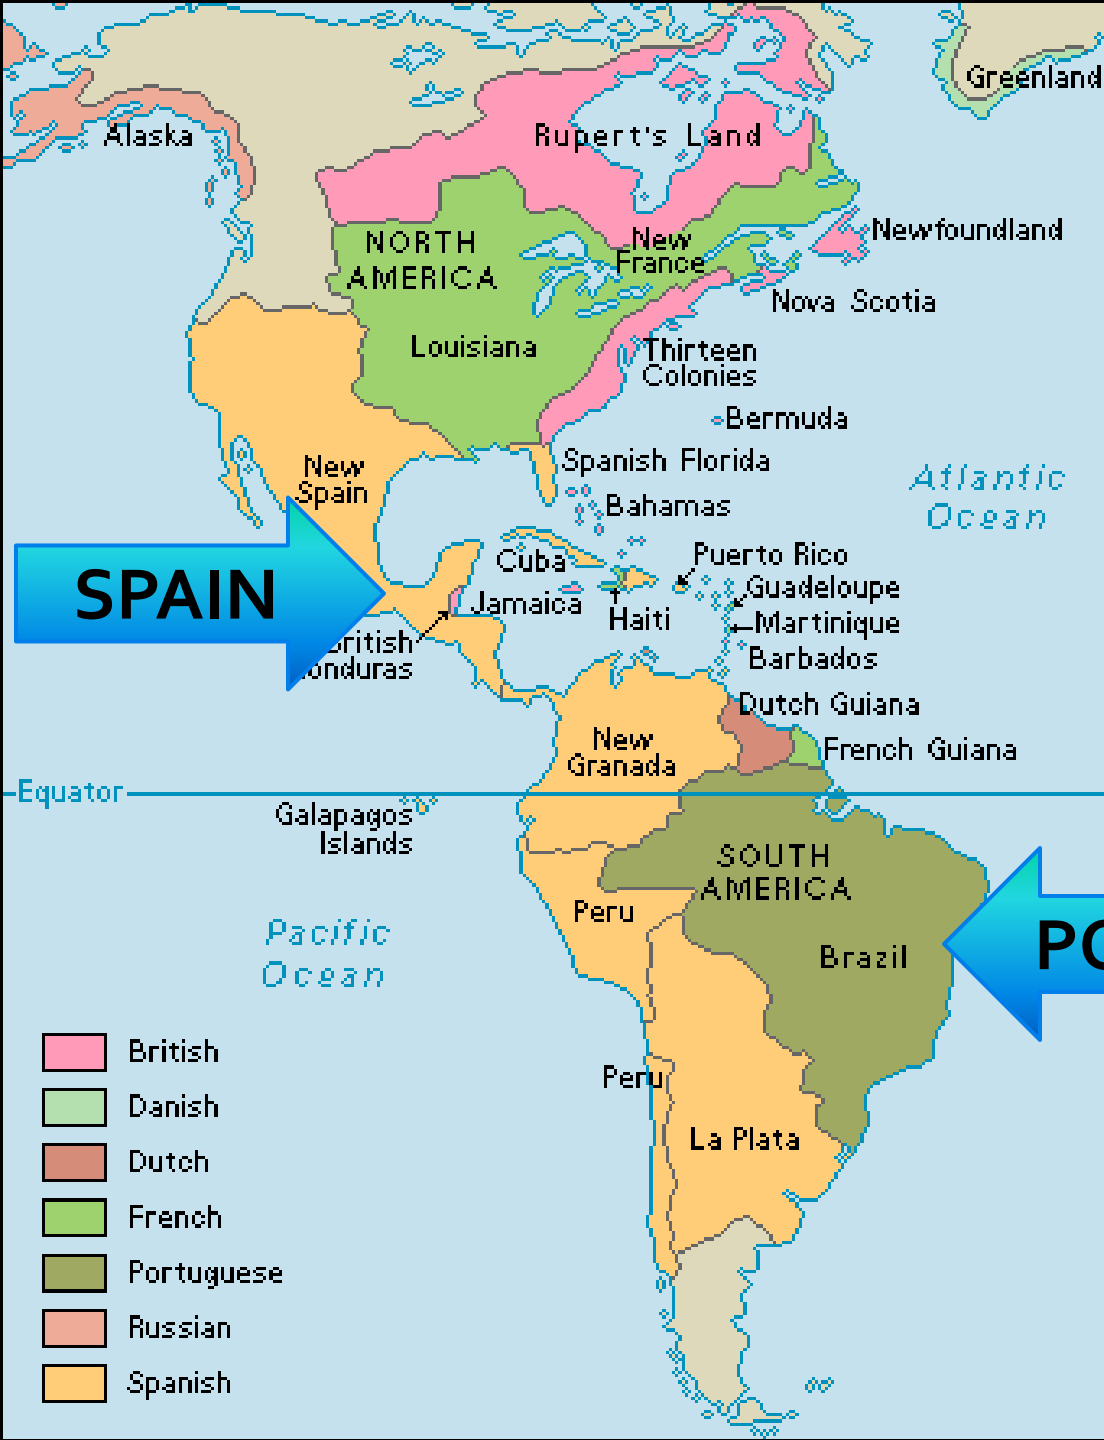 Greenland
Alaska
Rupert's Land
Newfoundland
NORTH
AMERICA
New
France
Nova Scotia
Louisiana
Thirteen
Colonies
Bermuda
New
Spain
Spanish Florida
Atlantic
Ocean
Bahamas
SPAIN
Cuba
Puerto Rico
Guadeloupe
Jamaica
Haiti
Martinique
British
Honduras
Barbados
Dutch Guiana
New
Granada
French Guiana
Equator
Galapagos
Islands
SOUTH
AMERICA
Peru
Pacific
Ocean
Brazil
Peru
La Plata
British
Danish
Dutch
French
Portuguese
Russian
Spanish